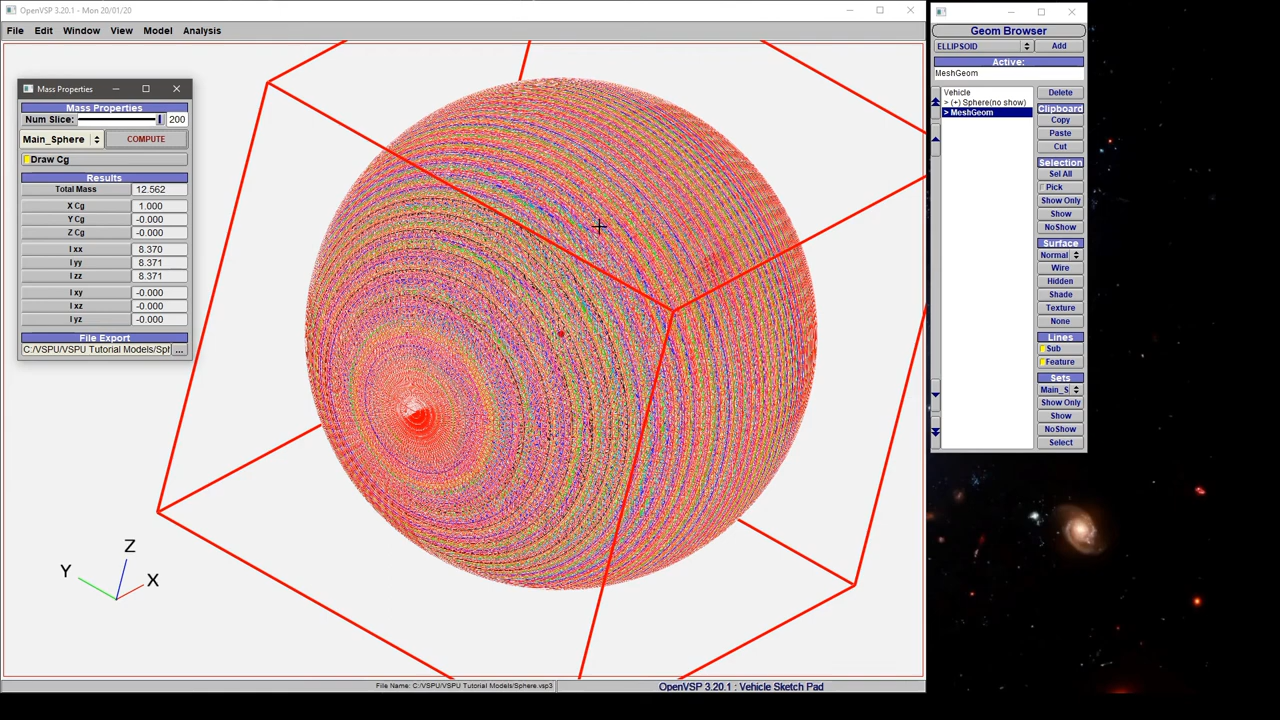 OpenVSP 3.20.1 - Mon 20/01/20
File Edit Window View Model Analysis
Mass Properties
Mass Properties
Num Slice: 200
Main_Sphere COMPUTE
Draw Cg
Results
Total Mass 12.562
X Cg 1.000
Y Cg -0.000
Z Cg -0.000
I xx 8.370
I yy 8.371
I zz 8.371
I xy -0.000
I xz -0.000
I yz -0.000
File Export
C:/VSPU/VSPU Tutorial Models/Spf ...
Z
Y
X
File Name: C:/VSPU/VSPU Tutorial Models/Sphere.vsp3
OpenVSP 3.20.1 : Vehicle Sketch Pad
Geom Browser
ELLIPSOID Add
Active:
MeshGeom
Vehicle
> (+) Sphere(no show)
> MeshGeom
Delete
Clipboard
Copy
Paste
Cut
Selection
Sel All
Pick
Show Only
Show
NoShow
Surface
Normal
Wire
Hidden
Shade
Texture
None
Lines
Sub
Feature
Sets
Main_S
Show Only
Show
NoShow
Select